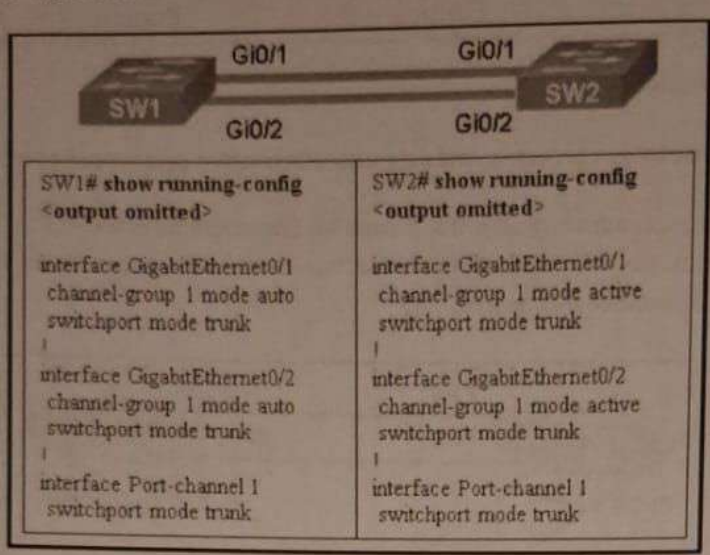 Gi0/1
Gi0/1
SW1
SW2
Gi0/2
Gi0/2
SW1# show running-config
<output omitted>
interface GigabitEthernet0/1
channel-group 1 mode auto
switchport mode trunk
!
interface GigabitEthernet0/2
channel-group 1 mode auto
switchport mode trunk
!
interface Port-channel 1
switchport mode trunk
SW2# show running-config
<output omitted>
interface GigabitEthernet0/1
channel-group 1 mode active
switchport mode trunk
!
interface GigabitEthernet0/2
channel-group 1 mode active
switchport mode trunk
!
interface Port-channel 1
switchport mode trunk